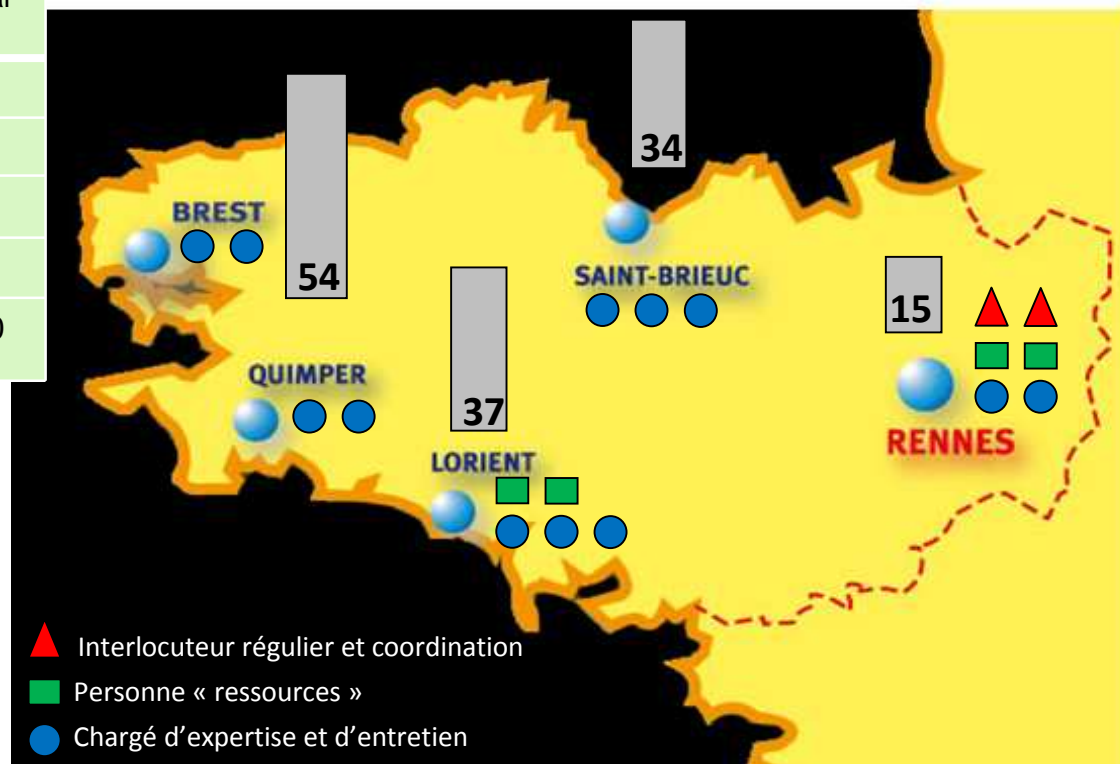 34
BREST
54
SAINT-BRIEUC
15
QUIMPER
37
LORIENT
RENNES
Interlocuteur régulier et coordination
Personne « ressources »
Chargé d’expertise et d’entretien